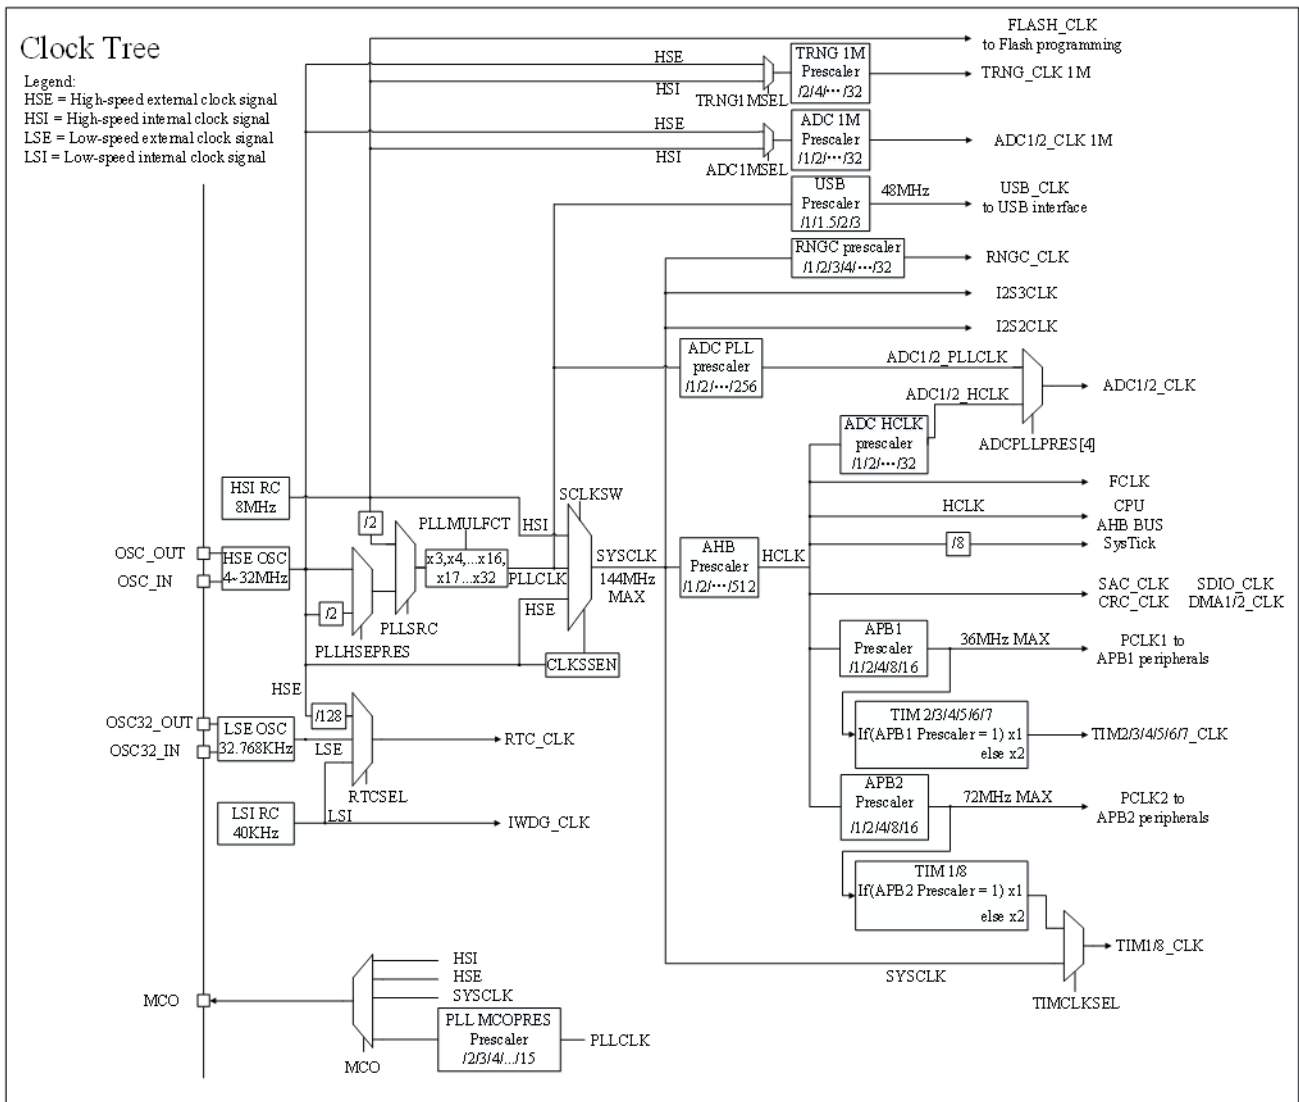 Clock Tree
Legend:
HSE = High-speed external clock signal
HSI = High-speed internal clock signal
LSE = Low-speed external clock signal
LSI = Low-speed internal clock signal
FLASH_CLK
to Flash programming
HSE
HSI
TRNG1MSEL
TRNG 1M
Prescaler
/2/4/···/32
TRNG_CLK 1M
HSE
HSI
ADC1MSEL
ADC 1M
Prescaler
/1/2/···/32
ADC1/2_CLK 1M
USB
Prescaler
/1/1.5/2/3
48MHz
USB_CLK
to USB interface
RNGC prescaler
/1/2/3/4/···/32
RNGC_CLK
I2S3CLK
I2S2CLK
ADC PLL
prescaler
/1/2/···/256
ADC1/2_PLLCLK
ADC1/2_HCLK
ADC1/2_CLK
ADCPLLPRES[4]
ADC HCLK
prescaler
/1/2/···/32
HSI RC
8MHz
/2
PLLMULFCT
x3,x4,...x16,
x17...x32
SCLKSW
HSI
PLLCLK
HSE
SYSCLK
144MHz
MAX
AHB
Prescaler
/1/2/···/512
HCLK
FCLK
HCLK
CPU
AHB BUS
/8
SysTick
OSC_OUT
OSC_IN
HSE OSC
4~32MHz
/2
PLLHSEPRES
PLLSRC
CLKSSEN
SAC_CLK SDIO_CLK
CRC_CLK DMA1/2_CLK
APB1
Prescaler
/1/2/4/8/16
36MHz MAX
PCLK1 to
APB1 peripherals
HSE
/128
OSC32_OUT
OSC32_IN
LSE OSC
32.768KHz
LSE
RTC_CLK
RTCSEL
TIM 2/3/4/5/6/7
If(APB1 Prescaler = 1) x1
else x2
TIM2/3/4/5/6/7_CLK
LSI RC
40KHz
LSI
IWDG_CLK
APB2
Prescaler
/1/2/4/8/16
72MHz MAX
PCLK2 to
APB2 peripherals
TIM 1/8
If(APB2 Prescaler = 1) x1
else x2
TIM1/8_CLK
SYSCLK
TIMCLKSEL
HSI
HSE
SYSCLK
MCO
PLL MCOPRES
Prescaler
/2/3/4/.../15
PLLCLK
MCO